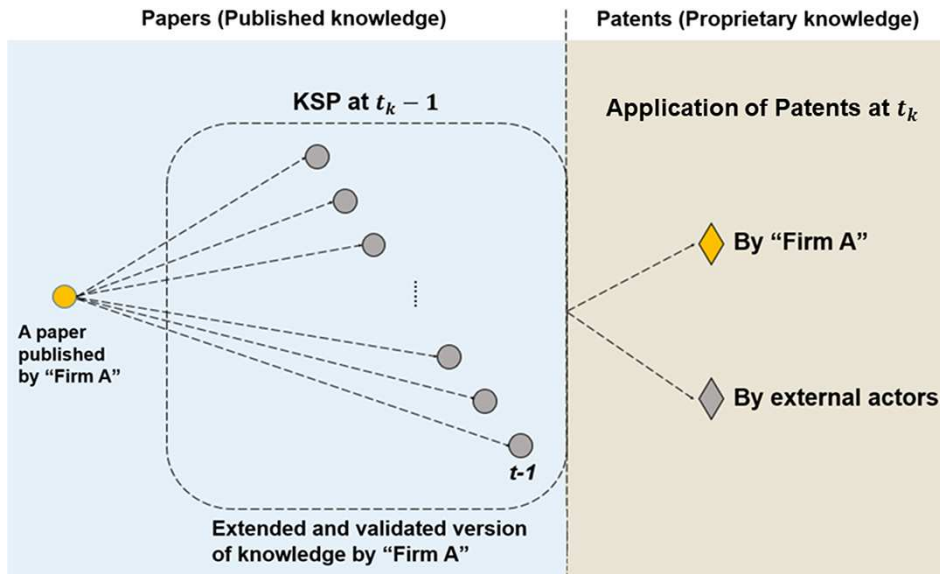 Papers (Published knowledge)
Patents (Proprietary knowledge)
KSP at t_k − 1
Application of Patents at t_k
By “Firm A”
A paper
published
by “Firm A”
By external actors
t-1
Extended and validated version
of knowledge by “Firm A”